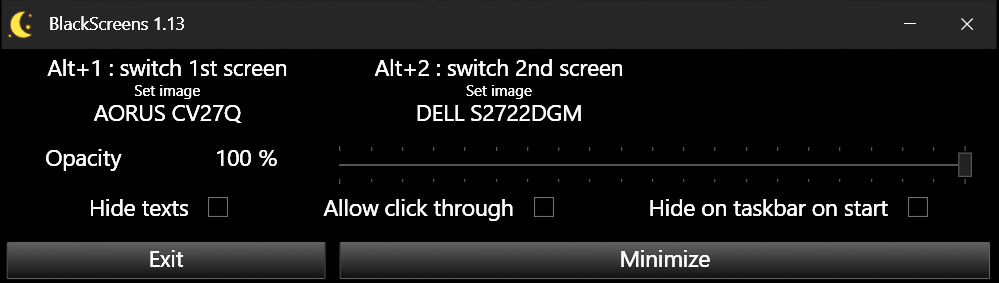 BlackScreens 1.13
Alt+1 : switch 1st screen
Alt+2 : switch 2nd screen
Set image
Set image
AORUS CV27Q
DELL S2722DGM
Opacity 100 %
Hide texts
Allow click through
Hide on taskbar on start
Exit
Minimize